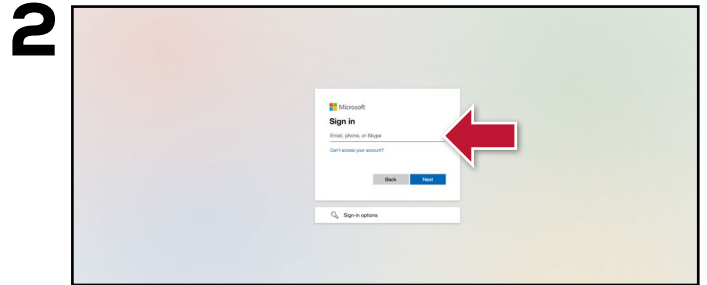 2
Microsoft
Sign in
Email, phone, or Skype
Can't access your account?
Back Next
Sign-in options